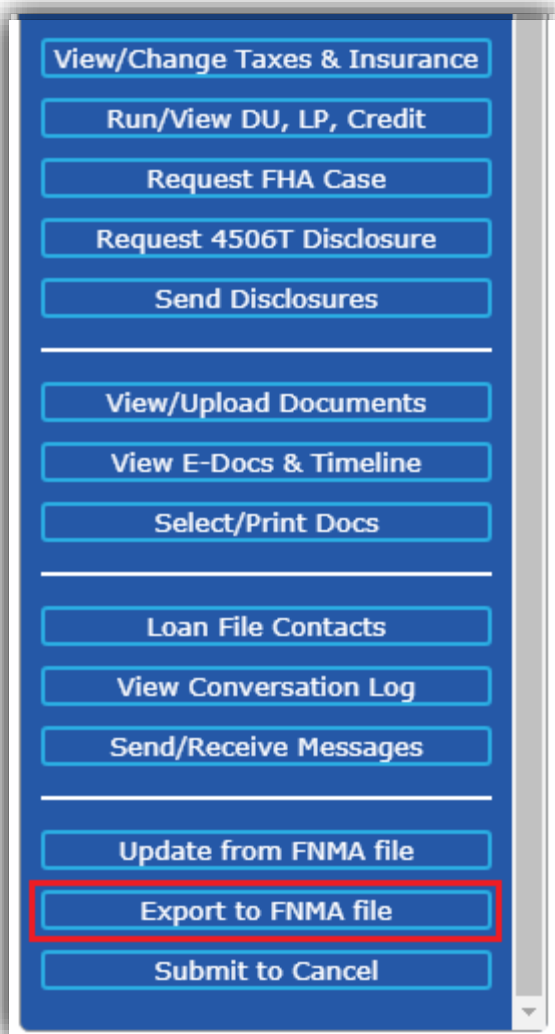 View/Change Taxes & Insurance
Run/View DU, LP, Credit
Request FHA Case
Request 4506T Disclosure
Send Disclosures
View/Upload Documents
View E-Docs & Timeline
Select/Print Docs
Loan File Contacts
View Conversation Log
Send/Receive Messages
Update from FNMA file
Export to FNMA file
Submit to Cancel